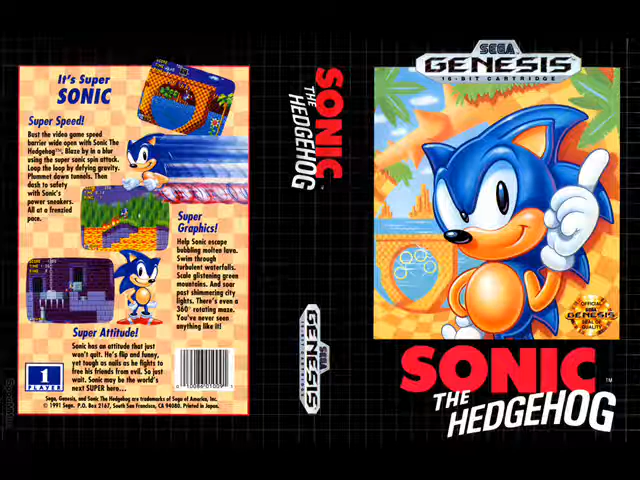 It's Super
SONIC
Super Speed!
Bust the video game speed
barrier wide open with Sonic The
Hedgehog™. Blaze by in a blur
using the super sonic spin attack.
Loop the loop by defying gravity.
Plummet down tunnels. Then
dash to safety
with Sonic's
power sneakers.
All at a frenzied
pace.
Super
Graphics!
Help Sonic escape
bubbling molten lava.
Swim through
turbulent waterfalls.
Scale glistening green
mountains. And soar
past shimmering city
lights. There's even a
360° rotating maze.
You've never seen
anything like it!
Super Attitude!
Sonic has an attitude that just
won't quit. He's flip and funny,
yet tough as nails as he fights to
free his friends from evil. So just
wait. Sonic may be the world's
next SUPER hero...
1
PLAYER
Sega, Genesis, and Sonic The Hedgehog are trademarks of Sega of America, Inc.
© 1991 Sega. P.O. Box 2167, South San Francisco, CA 94080. Printed in Japan.
SONIC
THE
HEDGEHOG
SEGA
GENESIS
16-BIT CARTRIDGE
SEGA
GENESIS
16-BIT CARTRIDGE
OFFICIAL
SEGA
GENESIS
SEAL OF
QUALITY
SONIC
THE
HEDGEHOG
TM